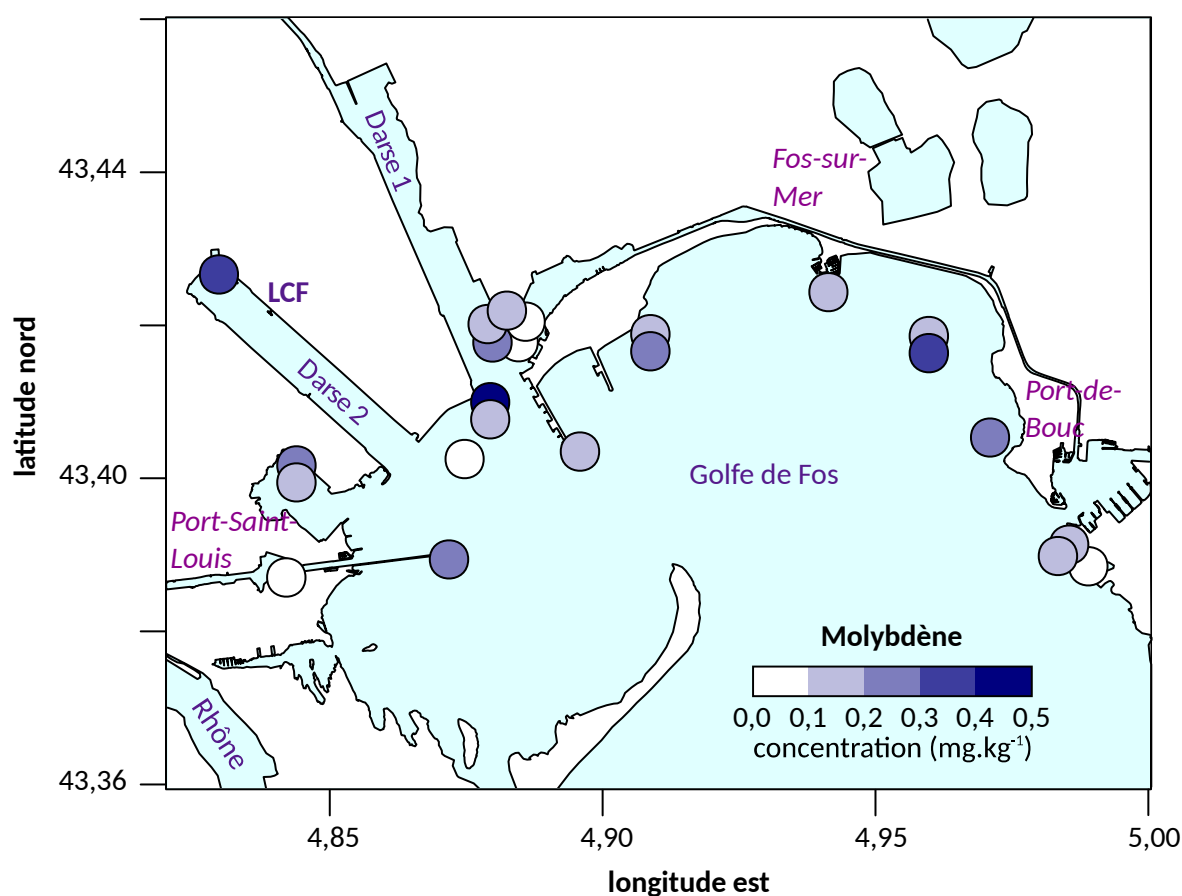 43,44
43,40
43,36
latitude nord
Darse 1
Fos-sur-
Mer
LCF
Darse 2
Port-de-
Bouc
Golfe de Fos
Port-Saint-
Louis
Rhône
Molybdène
0,0 0,1 0,2 0,3 0,4 0,5
concentration (mg.kg⁻¹)
4,85 4,90 4,95 5,00
longitude est